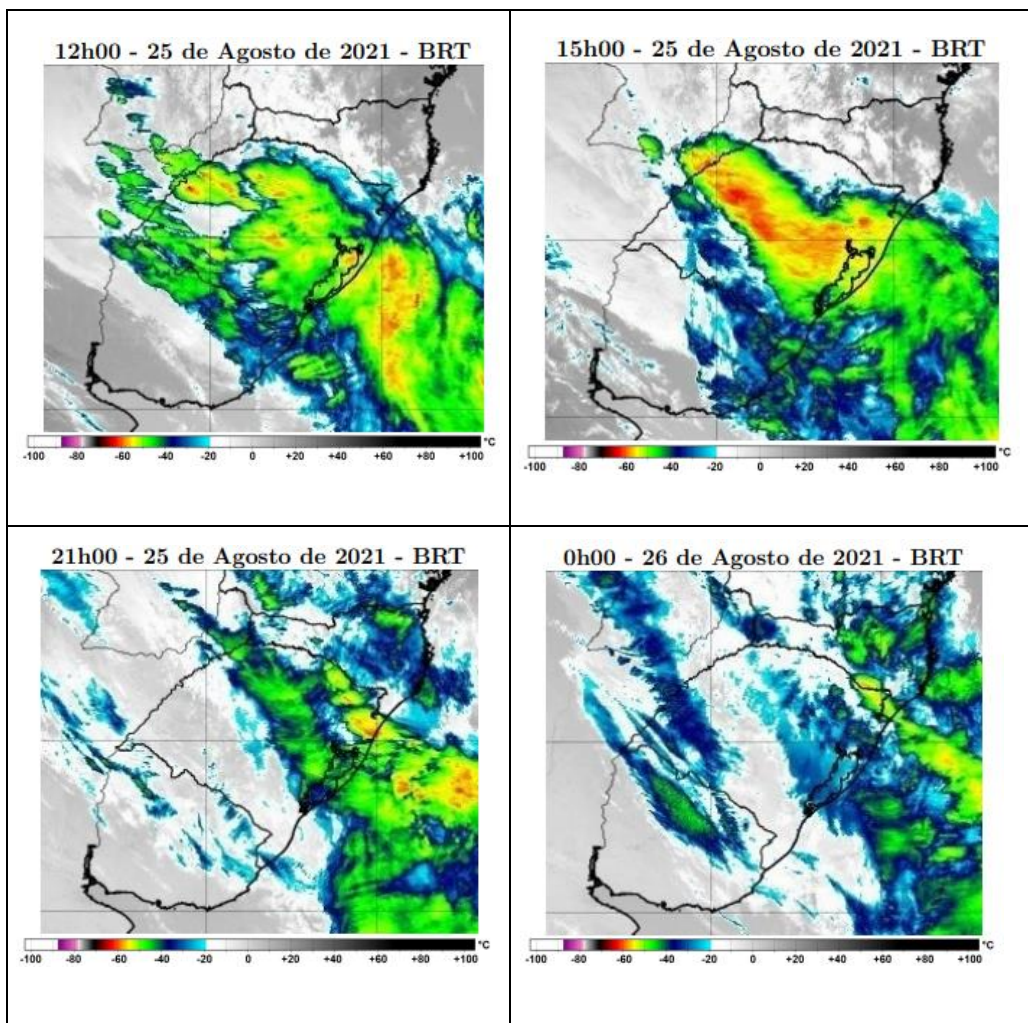 12h00 - 25 de Agosto de 2021 - BRT
-100 -80 -60 -40 -20 0 +20 +40 +60 +80 +100 °C
15h00 - 25 de Agosto de 2021 - BRT
-100 -80 -60 -40 -20 0 +20 +40 +60 +80 +100 °C
21h00 - 25 de Agosto de 2021 - BRT
-100 -80 -60 -40 -20 0 +20 +40 +60 +80 +100 °C
0h00 - 26 de Agosto de 2021 - BRT
-100 -80 -60 -40 -20 0 +20 +40 +60 +80 +100 °C